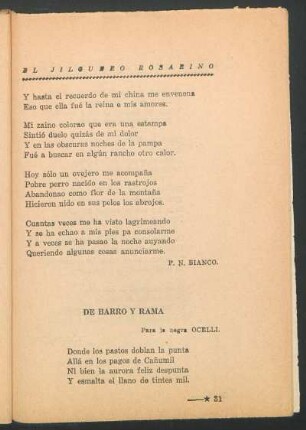 EL JILGUERO ROSARINO
Y hasta el recuerdo de mi china me envenena
Eso que ella fué la reina e mis amores.
Mi zaino colorao que era una estampa
Sintió duelo quizás de mi dolor
Y en las obscuras noches de la pampa
Fué a buscar en algún rancho otro calor.
Hoy sólo un ovejero me acompaña
Pobre perro nacido en los rastrojos
Abandonao como flor de la montaña
Hicieron nido en sus pelos los abrojos.
Cuantas veces me ha visto lagrimeando
Y se ha echao a mis pies pa consolarme
Y a veces se ha pasao la noche auyando
Queriendo algunas cosas anunciarme.
P. N. BIANCO.
DE BARRO Y RAMA
Para la negra OCELLI.
Donde los pastos doblan la punta
Allá en los pagos de Cañumil
Ni bien la aurora feliz despunta
Y esmalta el llano de tintes mil.
—★ 31